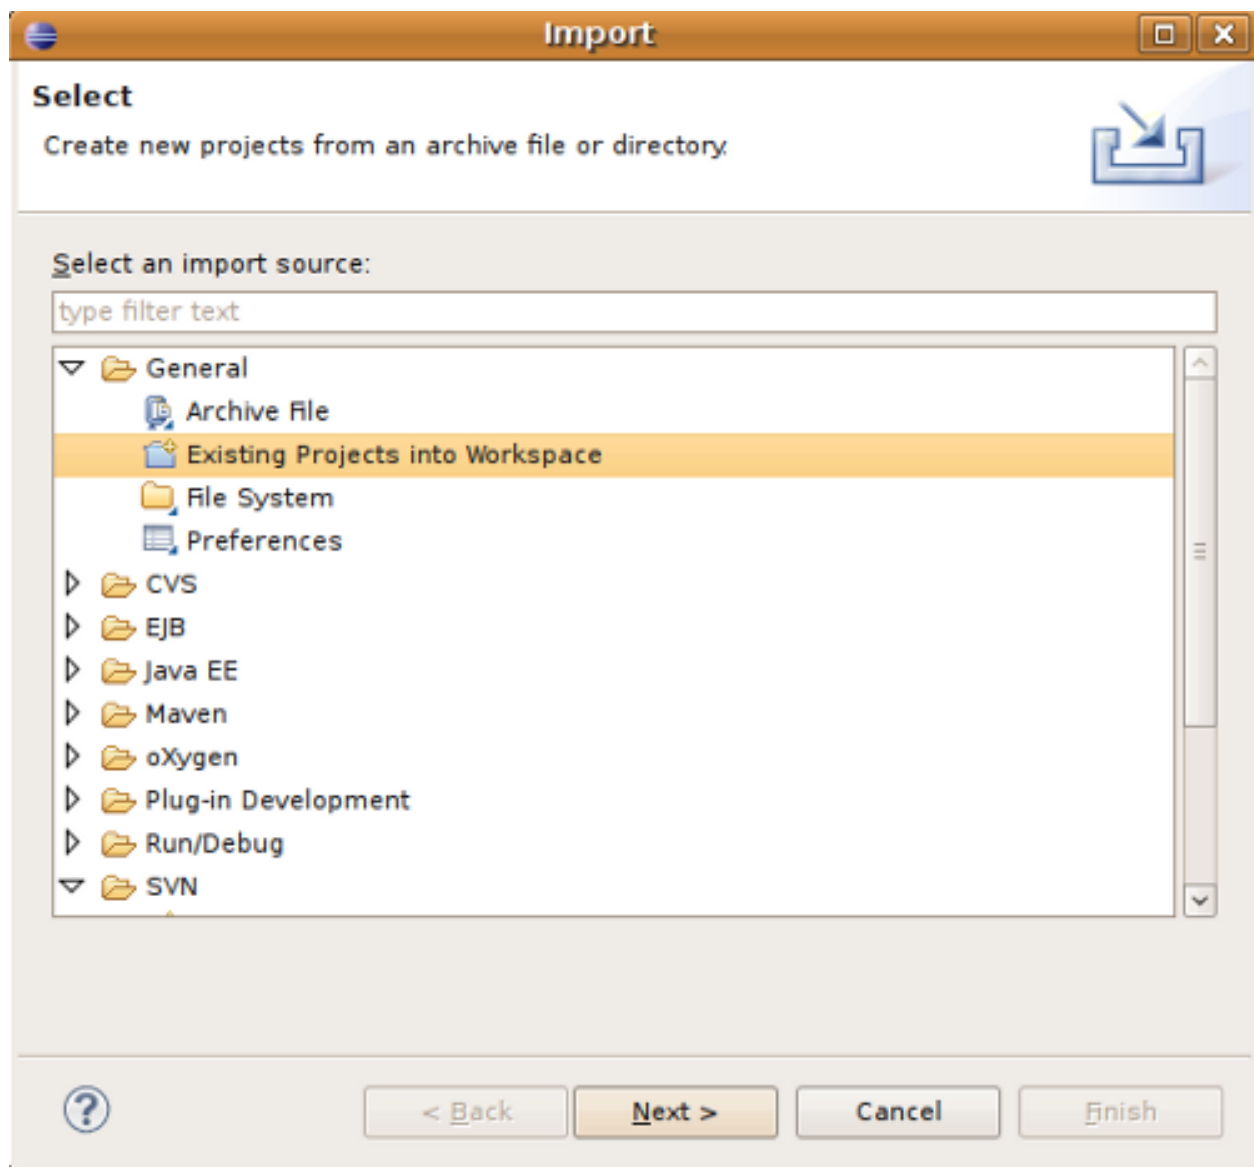 Import
Select
Create new projects from an archive file or directory.
Select an import source:
type filter text
General
Archive File
Existing Projects into Workspace
File System
Preferences
CVS
EJB
Java EE
Maven
oXygen
Plug-in Development
Run/Debug
SVN
? < Back Next > Cancel Finish